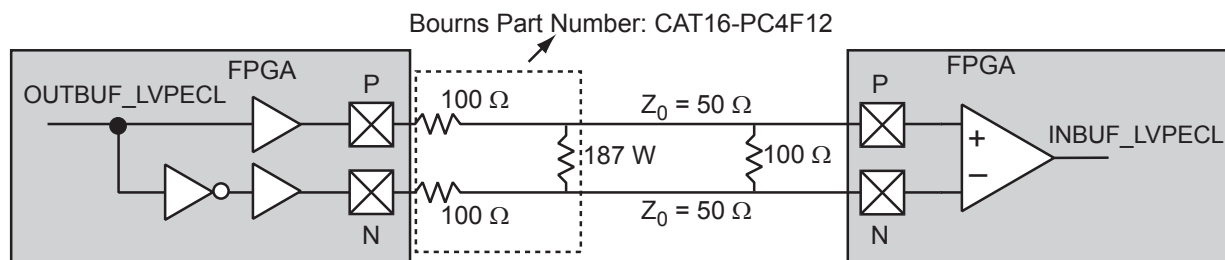 Bourns Part Number: CAT16-PC4F12
FPGA
FPGA
OUTBUF_LVPECL
P
100 Ω
Z0 = 50 Ω
P
187 W
100 Ω
+
−
INBUF_LVPECL
N
100 Ω
Z0 = 50 Ω
N